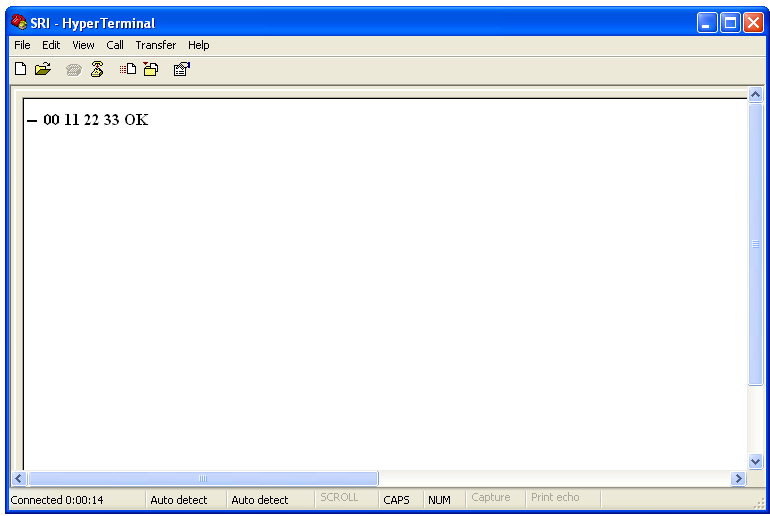 SRI - HyperTerminal
File Edit View Call Transfer Help
– 00 11 22 33 OK
Connected 0:00:14 Auto detect Auto detect SCROLL CAPS NUM Capture Print echo